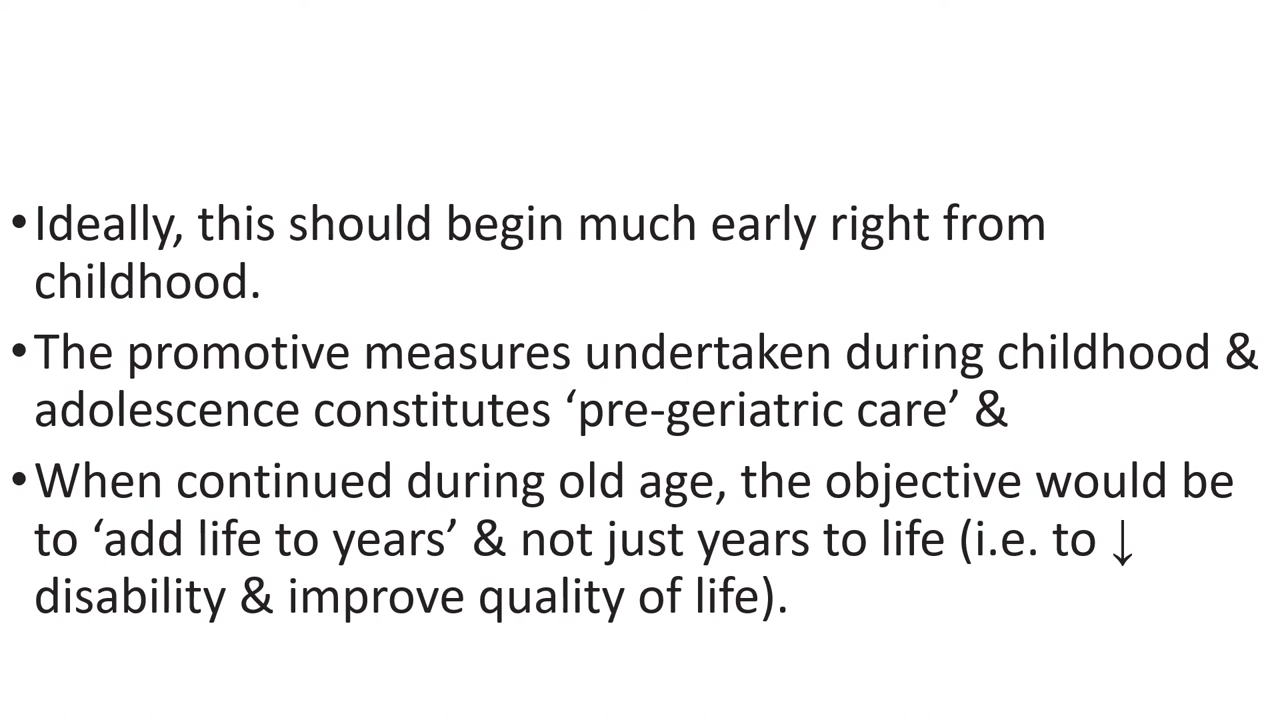 •Ideally, this should begin much early right from
childhood.
•The promotive measures undertaken during childhood &
adolescence constitutes ‘pre-geriatric care’ &
•When continued during old age, the objective would be
to ‘add life to years’ & not just years to life (i.e. to ↓
disability & improve quality of life).